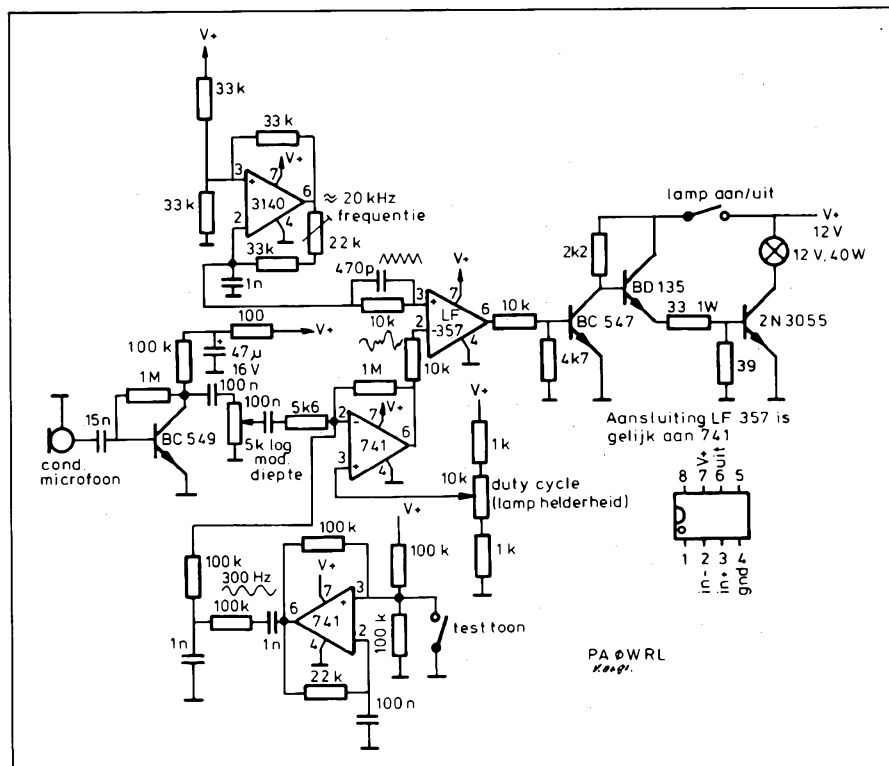 V+
33k
33k
33k
3
V+
7
+
3140
6
-
2
4
≈ 20 kHz
frequentie
22k
33k
1n
470p
10k
V+
7
3
+
LF
-357
2
6
4
10k
10k
4k7
BC 547
2k2
BD 135
33 1W
39
2N3055
lamp aan/uit
V+
12V
12 V, 40W
100
V+
100k
47µ
16V
1M
100n
15n
BC 549
cond.
microfoon
5k log
mod.
diepte
100n
5k6
1M
2
-
7
V+
741
6
3
+
4
V+
1k
10k
duty cycle
(lamp helderheid)
1k
Aansluiting LF 357 is
gelijk aan 741
8
7 V+
6 uit
5
1
2 in-
3 in+
4 gnd
100k
300 Hz
100k
1n
1n
100k
V+
7
6
741
3
+
2
-
4
22k
100n
V+
100k
100k
testtoon
PAØWRL